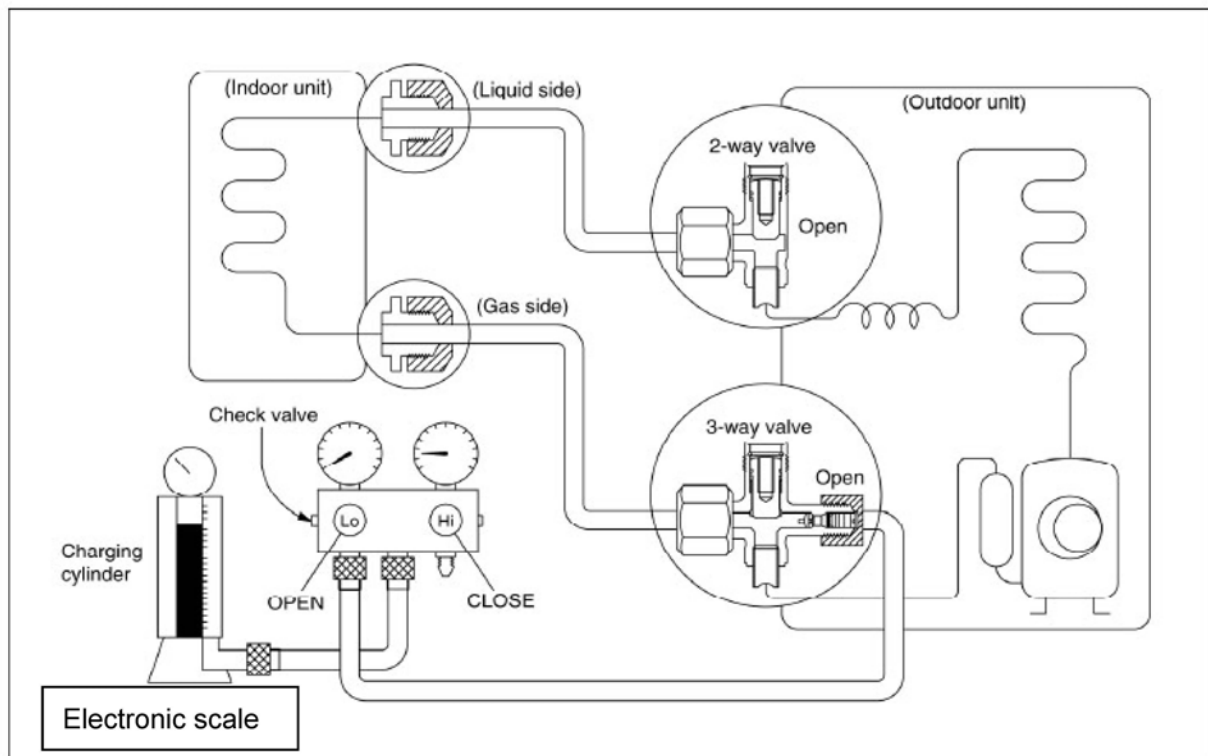 (Indoor unit)
(Liquid side)
(Outdoor unit)
2-way valve
Open
(Gas side)
Check valve
3-way valve
Open
Lo
Hi
Charging
cylinder
OPEN
CLOSE
Electronic scale